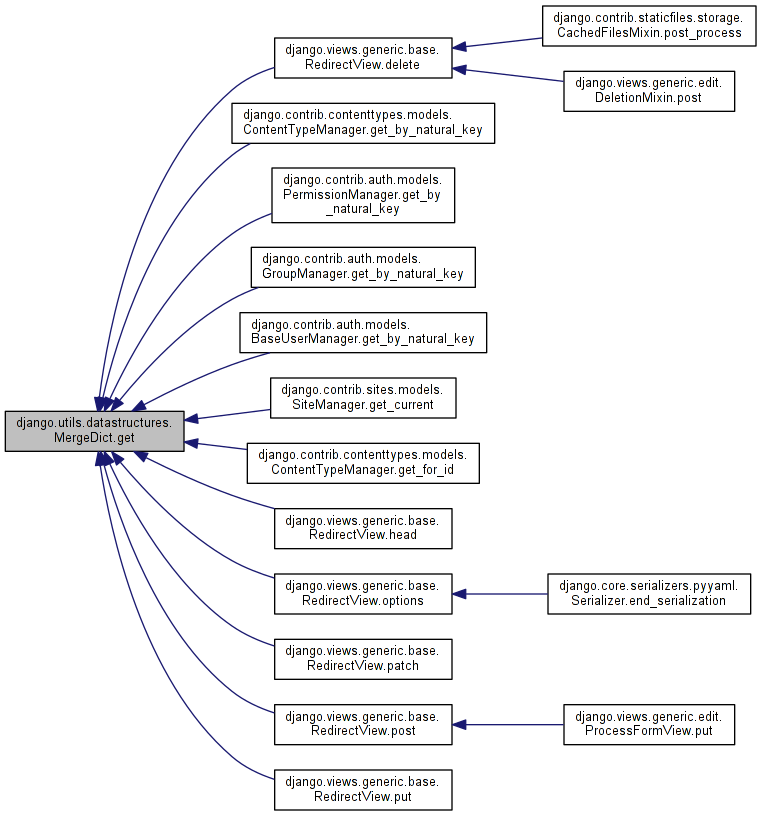 django.contrib.staticfiles.storage.
CachedFilesMixin.post_process
django.views.generic.base.
RedirectView.delete
django.views.generic.edit.
DeletionMixin.post
django.contrib.contenttypes.models.
ContentTypeManager.get_by_natural_key
django.contrib.auth.models.
PermissionManager.get_by
_natural_key
django.contrib.auth.models.
GroupManager.get_by_natural_key
django.contrib.auth.models.
BaseUserManager.get_by_natural_key
django.contrib.sites.models.
SiteManager.get_current
django.utils.datastructures.
MergeDict.get
django.contrib.contenttypes.models.
ContentTypeManager.get_for_id
django.views.generic.base.
RedirectView.head
django.views.generic.base.
RedirectView.options
django.core.serializers.pyyaml.
Serializer.end_serialization
django.views.generic.base.
RedirectView.patch
django.views.generic.base.
RedirectView.post
django.views.generic.edit.
ProcessFormView.put
django.views.generic.base.
RedirectView.put